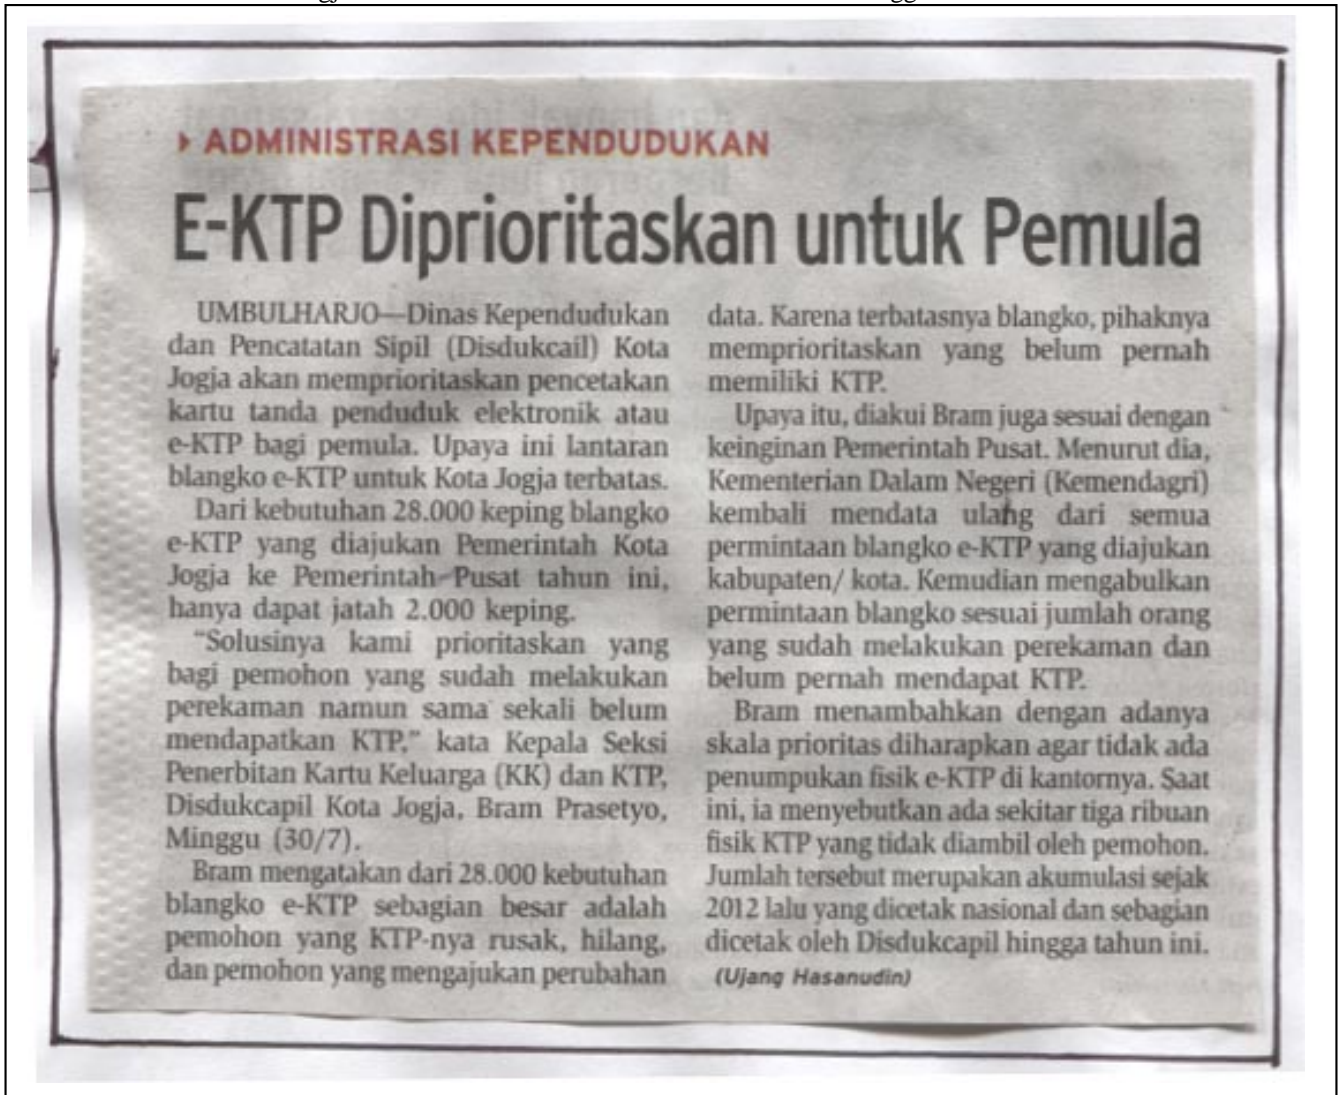 ADMINISTRASI KEPENDUDUKAN
E-KTP Diprioritaskan untuk Pemula
UMBULHARJO—Dinas Kependudukan
dan Pencatatan Sipil (Disdukcail) Kota
Jogja akan memprioritaskan pencetakan
kartu tanda penduduk elektronik atau
e-KTP bagi pemula. Upaya ini lantaran
blangko e-KTP untuk Kota Jogja terbatas.
Dari kebutuhan 28.000 keping blangko
e-KTP yang diajukan Pemerintah Kota
Jogja ke Pemerintah Pusat tahun ini,
hanya dapat jatah 2.000 keping.
"Solusinya kami prioritaskan yang
bagi pemohon yang sudah melakukan
perekaman namun sama sekali belum
mendapatkan KTP," kata Kepala Seksi
Penerbitan Kartu Keluarga (KK) dan KTP,
Disdukcapil Kota Jogja, Bram Prasetyo,
Minggu (30/7).
Bram mengatakan dari 28.000 kebutuhan
blangko e-KTP sebagian besar adalah
pemohon yang KTP-nya rusak, hilang,
dan pemohon yang mengajukan perubahan
data. Karena terbatasnya blangko, pihaknya
memprioritaskan yang belum pernah
memiliki KTP.
Upaya itu, diakui Bram juga sesuai dengan
keinginan Pemerintah Pusat. Menurut dia,
Kementerian Dalam Negeri (Kemendagri)
kembali mendata ulang dari semua
permintaan blangko e-KTP yang diajukan
kabupaten/ kota. Kemudian mengabulkan
permintaan blangko sesuai jumlah orang
yang sudah melakukan perekaman dan
belum pernah mendapat KTP.
Bram menambahkan dengan adanya
skala prioritas diharapkan agar tidak ada
penumpukan fisik e-KTP di kantornya. Saat
ini, ia menyebutkan ada sekitar tiga ribuan
fisik KTP yang tidak diambil oleh pemohon.
Jumlah tersebut merupakan akumulasi sejak
2012 lalu yang dicetak nasional dan sebagian
dicetak oleh Disdukcapil hingga tahun ini.
(Ujang Hasanudin)